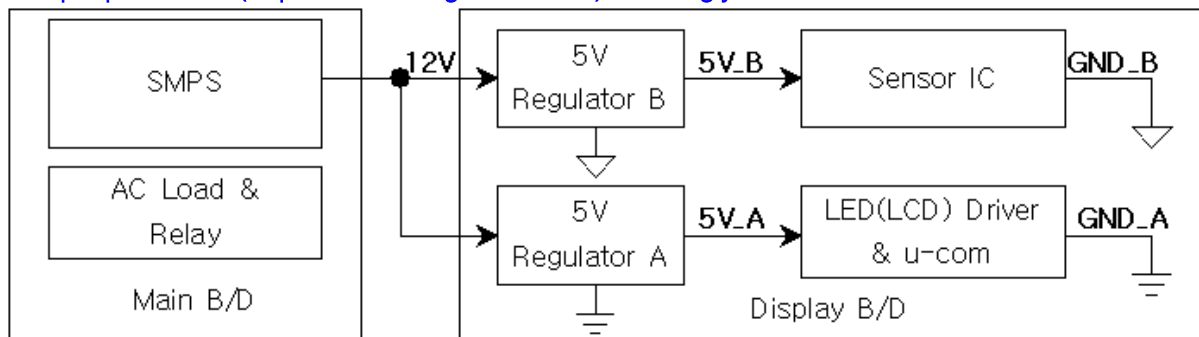 SMPS
12V
5V
Regulator B
5V_B
Sensor IC
GND_B
AC Load &
Relay
5V
Regulator A
5V_A
LED(LCD) Driver
& u-com
GND_A
Main B/D
Display B/D